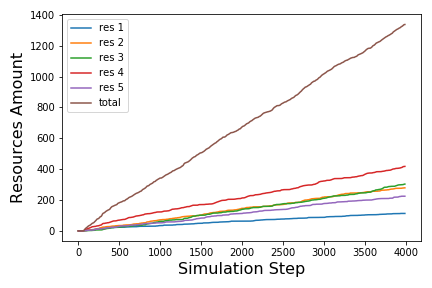 1400
1200
1000
800
600
400
200
0
Resources Amount
res 1
res 2
res 3
res 4
res 5
total
0 500 1000 1500 2000 2500 3000 3500 4000
Simulation Step